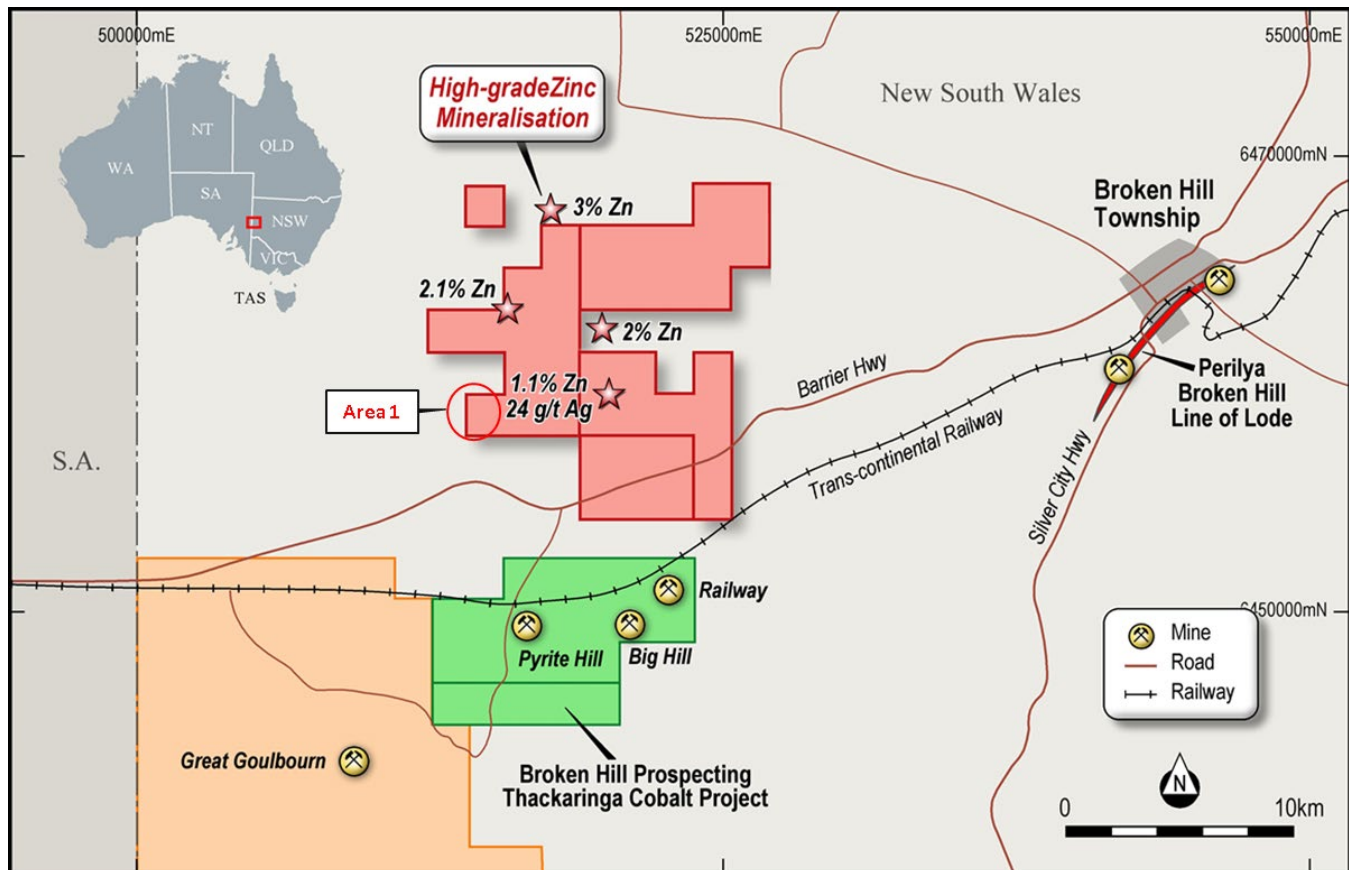 500000mE
525000mE
550000mE
High-gradeZinc
Mineralisation
New South Wales
NT
QLD
WA
SA
NSW
VIC
TAS
6470000mN
Broken Hill
Township
3% Zn
2.1% Zn
2% Zn
1.1% Zn
24 g/t Ag
Area1
Barrier Hwy
Perilya
Broken Hill
Line of Lode
S.A.
Trans-continental Railway
Silver City Hwy
Railway
6450000mN
Pyrite Hill
Big Hill
Mine
Road
Railway
Great Goulbourn
Broken Hill Prospecting
Thackaringa Cobalt Project
N
0
10km